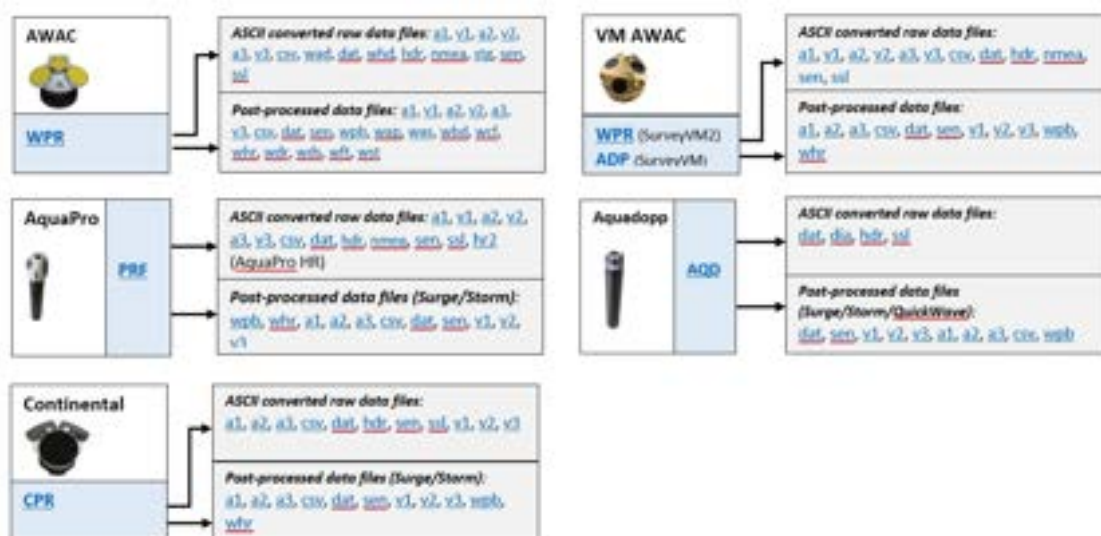 AWAC
WPR
ASCII converted raw data files: a1, v1, a2, v2,
a3, v3, csv, wad, dat, whd, hdr, nmea, sen,
ssl
Post-processed data files: a1, v1, a2, v2, a3,
v3, csv, dat, sen, wpb, wap, was, whd,
whr, wdr, wds, wft, wst
VM AWAC
WPR (SurveyVM2)
ADP (SurveyVM)
ASCII converted raw data files:
a1, v1, a2, v2, a3, v3, csv, dat, hdr, nmea,
sen, ssl
Post-processed data files:
a1, a2, a3, csv, dat, sen, v1, v2, v3, wpb,
whr
AquaPro
PRF
ASCII converted raw data files: a1, v1, a2, v2,
a3, v3, csv, dat, hdr, nmea, sen, ssl, hr2
(AquaPro HR)
Post-processed data files (Surge/Storm):
wpb, whr, a1, a2, a3, csv, dat, sen, v1, v2,
v3
Aquadopp
AQD
ASCII converted raw data files:
dat, dia, hdr, ssl
Post-processed data files
(Surge/Storm/QuickWave):
dat, sen, v1, v2, v3, a1, a2, a3, csv, wpb
Continental
CPR
ASCII converted raw data files:
a1, a2, a3, csv, dat, hdr, sen, ssl, v1, v2, v3
Post-processed data files (Surge/Storm):
a1, a2, a3, csv, dat, sen, v1, v2, v3, wpb,
whr